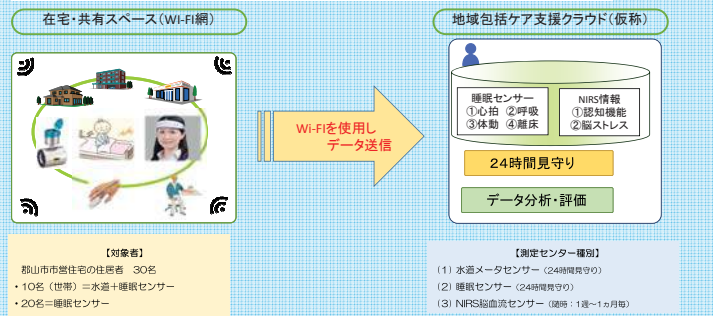 在宅・共有スペース(WI-FI網)
地域包括ケア支援クラウド(仮称)
睡眠センサー
①心拍 ②呼吸
③体動 ④離床
NIRS情報
①認知機能
②脳ストレス
Wi-FIを使用し
データ送信
24時間見守り
データ分析・評価
【対象者】
郡山市市営住宅の住居者 30名
・10名(世帯)=水道+睡眠センサー
・20名=睡眠センサー
【測定センター種別】
(1) 水道メータセンサー(24時間見守り)
(2) 睡眠センサー(24時間見守り)
(3) NIRS脳血流センサー(随時:1週~1ヵ月毎)